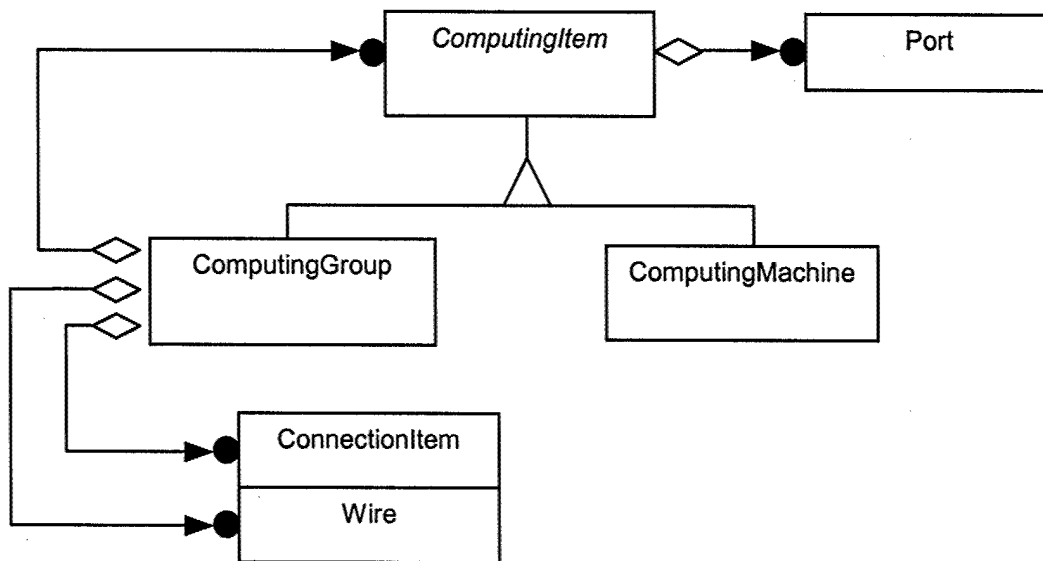 ComputingItem
Port
ComputingGroup
ComputingMachine
ConnectionItem
Wire